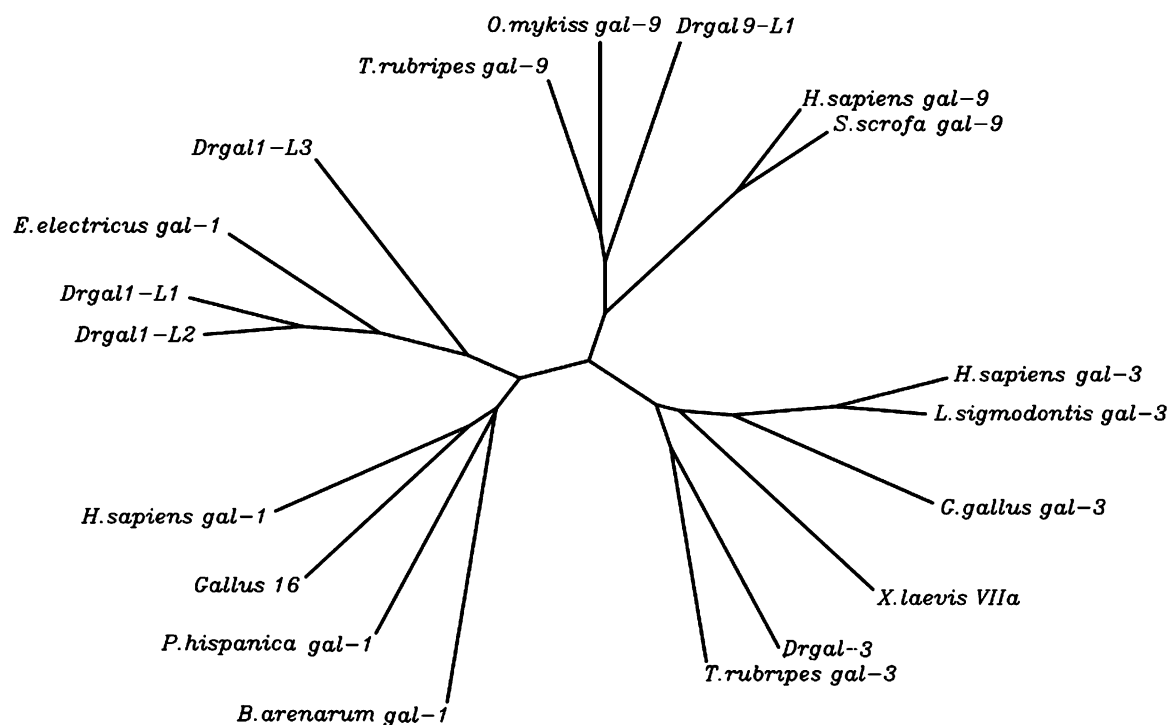 O.mykiss gal-9
Drgal9-L1
T.rubripes gal-9
H.sapiens gal-9
S.scrofa gal-9
Drgal1-L3
E.electricus gal-1
Drgal1-L1
Drgal1-L2
H.sapiens gal-3
L.sigmodontis gal-3
G.gallus gal-3
H.sapiens gal-1
Gallus 16
X.laevis VIIa
P.hispanica gal-1
Drgal-3
T.rubripes gal-3
B.arenarum gal-1